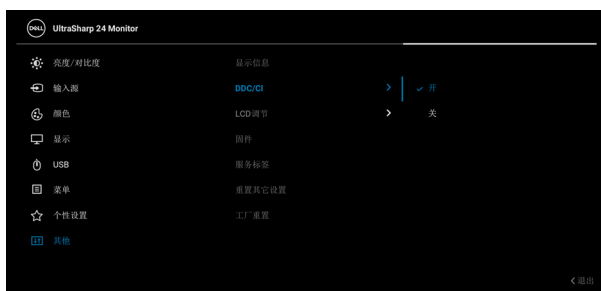 DELL UltraSharp 24 Monitor
亮度/对比度 显示信息
输入源 DDC/CI 开
颜色 LCD调节 关
显示 固件
USB 服务标签
菜单 重置其它设置
个性设置 工厂重置
其他
退出